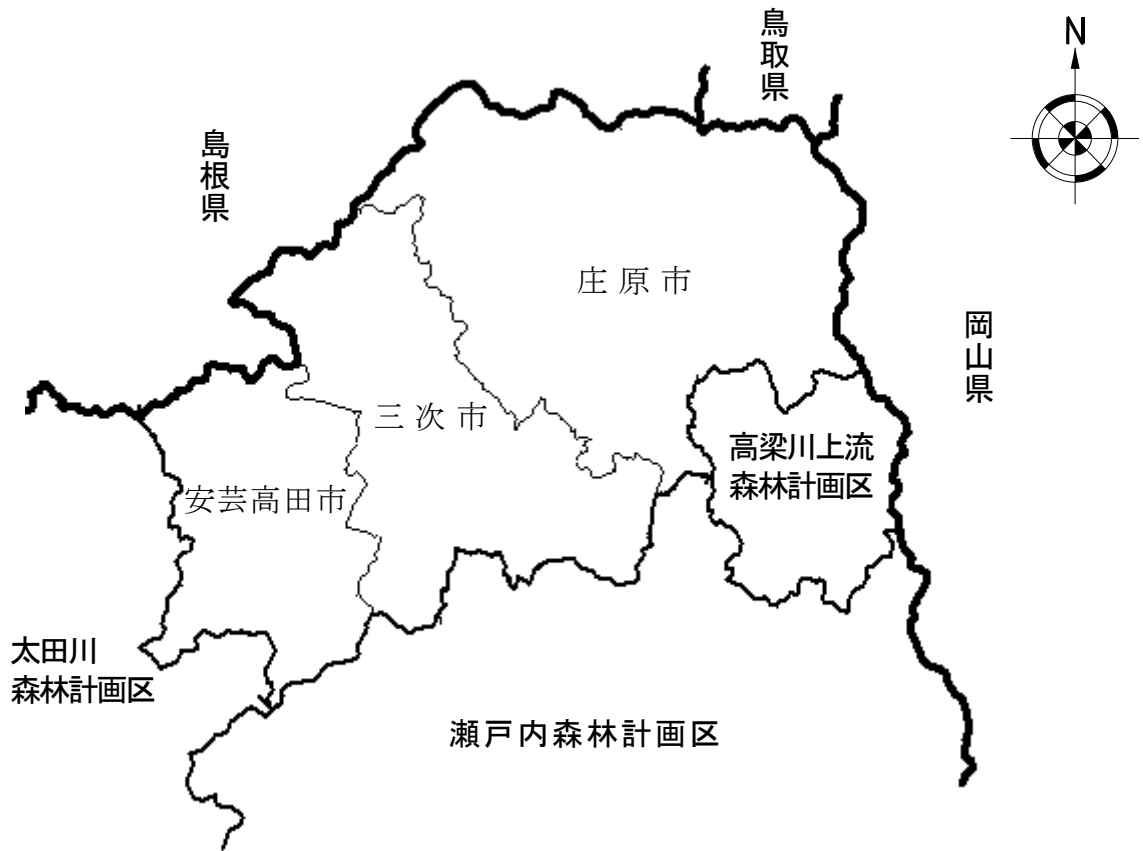 鳥取県
N
島根県
庄原市
岡山県
三次市
高梁川上流
森林計画区
安芸高田市
太田川
森林計画区
瀬戸内森林計画区